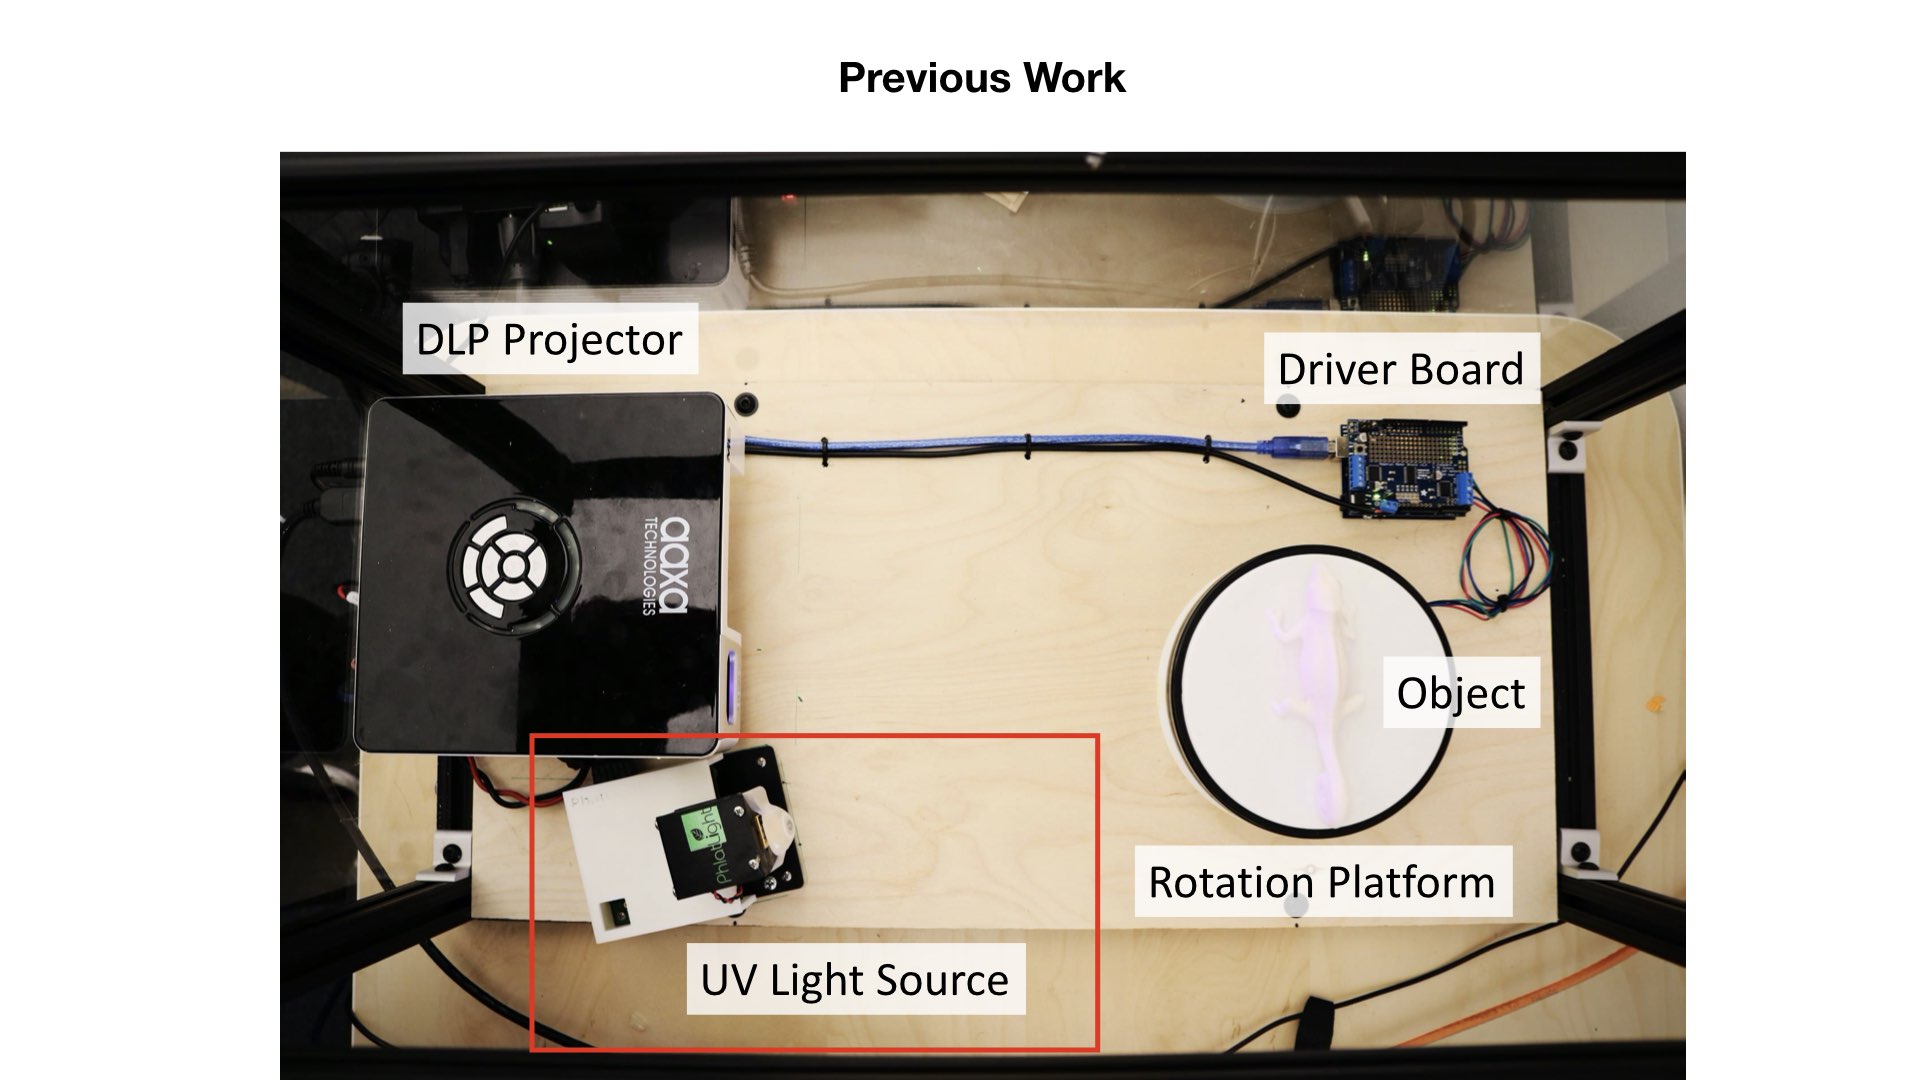 Previous Work
DLP Projector
Driver Board
aaxa
TECHNOLOGIES
Object
Phlatlight
Rotation Platform
UV Light Source